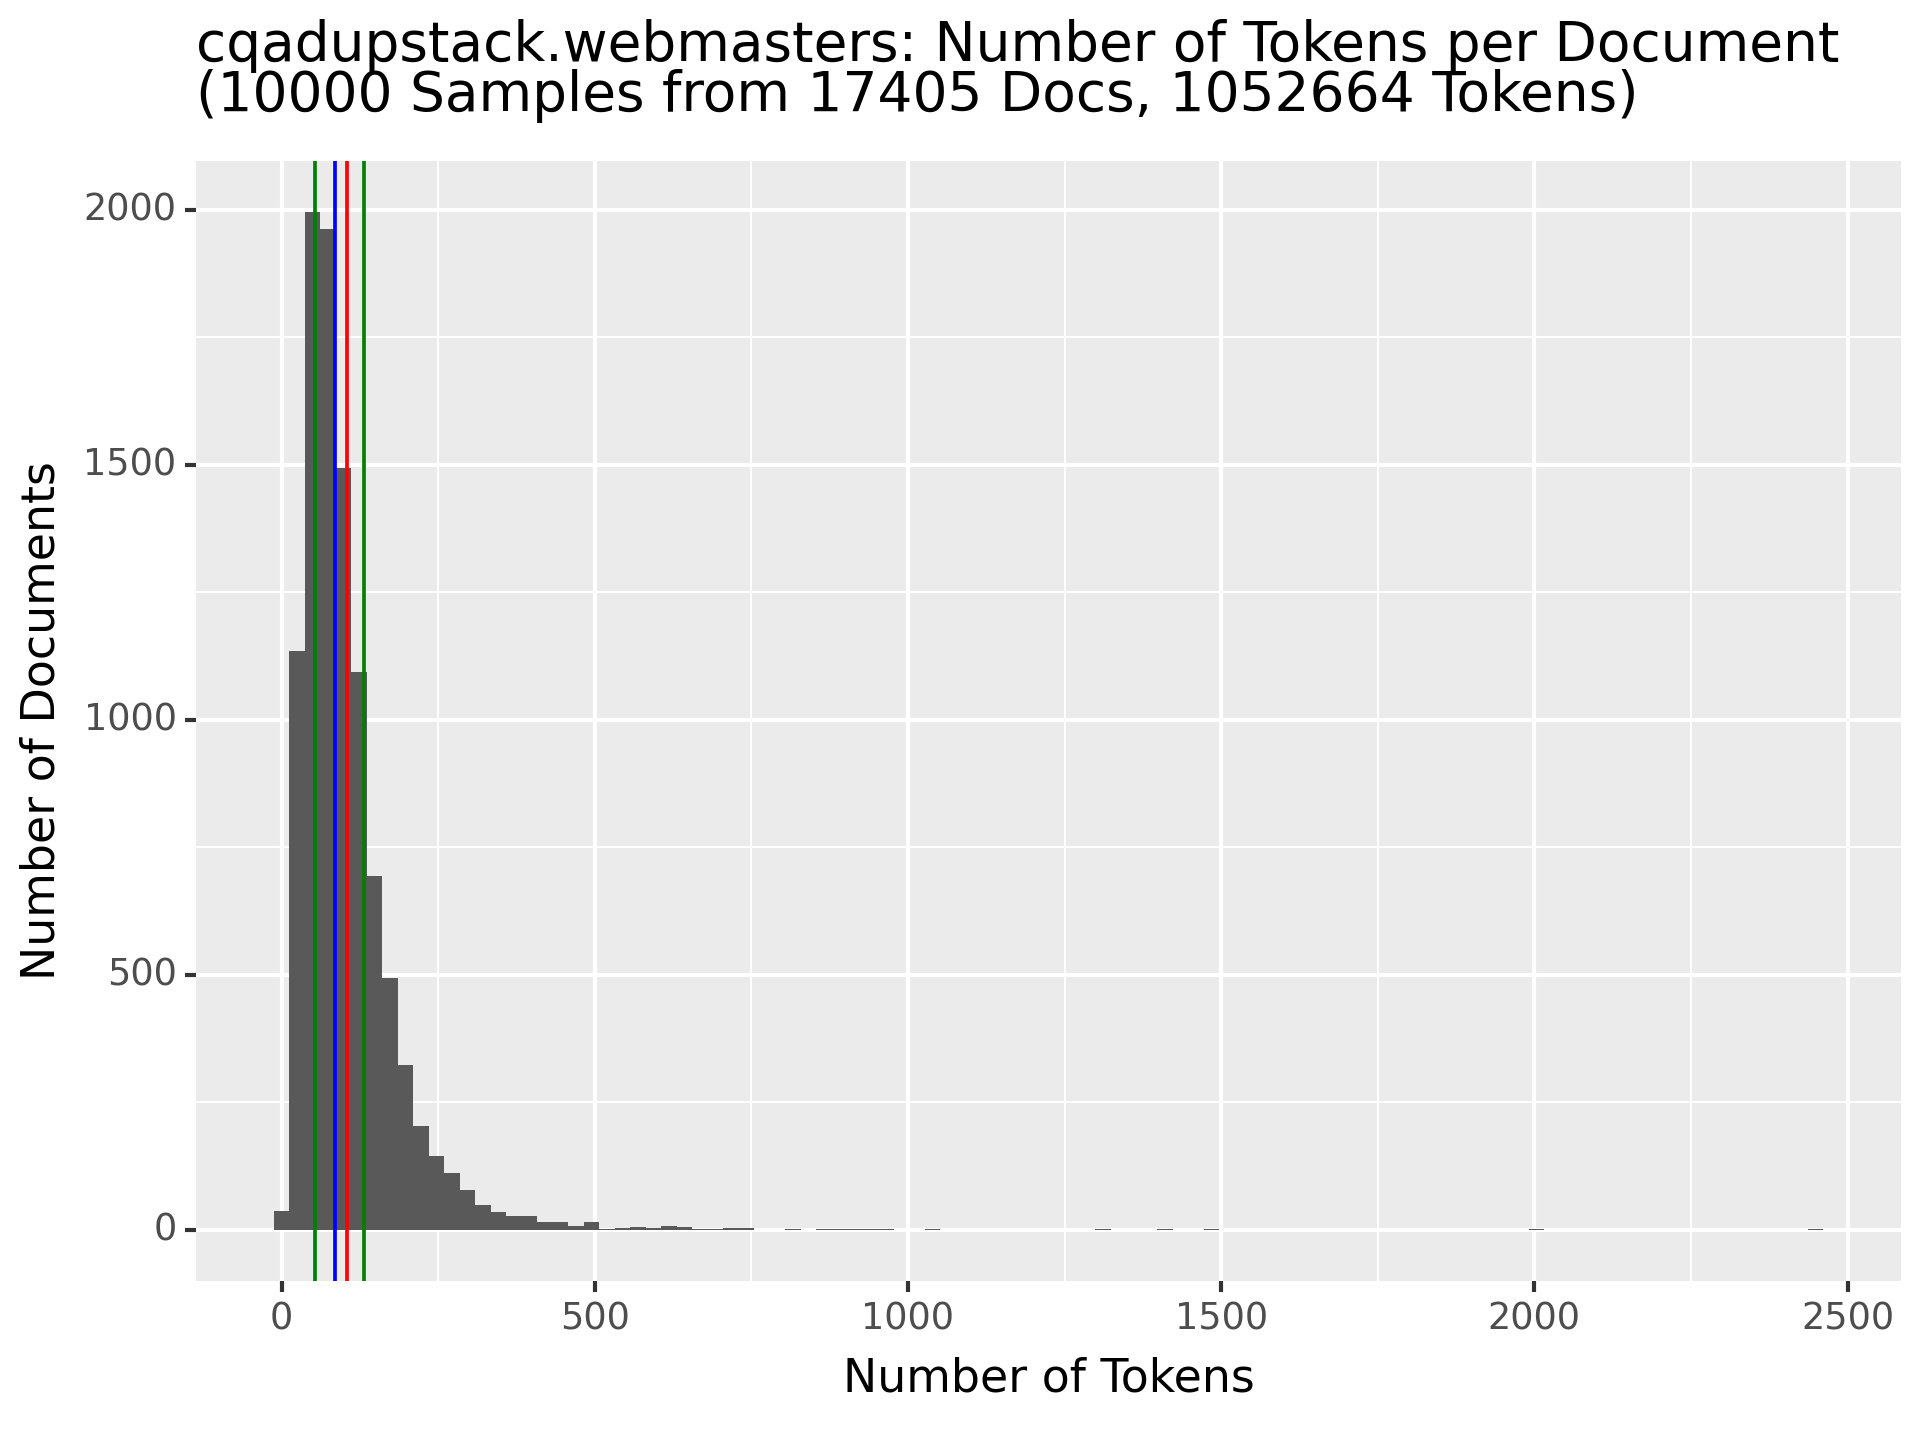 cqadupstack.webmasters: Number of Tokens per Document
(10000 Samples from 17405 Docs, 1052664 Tokens)
2000
1500
1000
500
0
Number of Documents
0 500 1000 1500 2000 2500
Number of Tokens